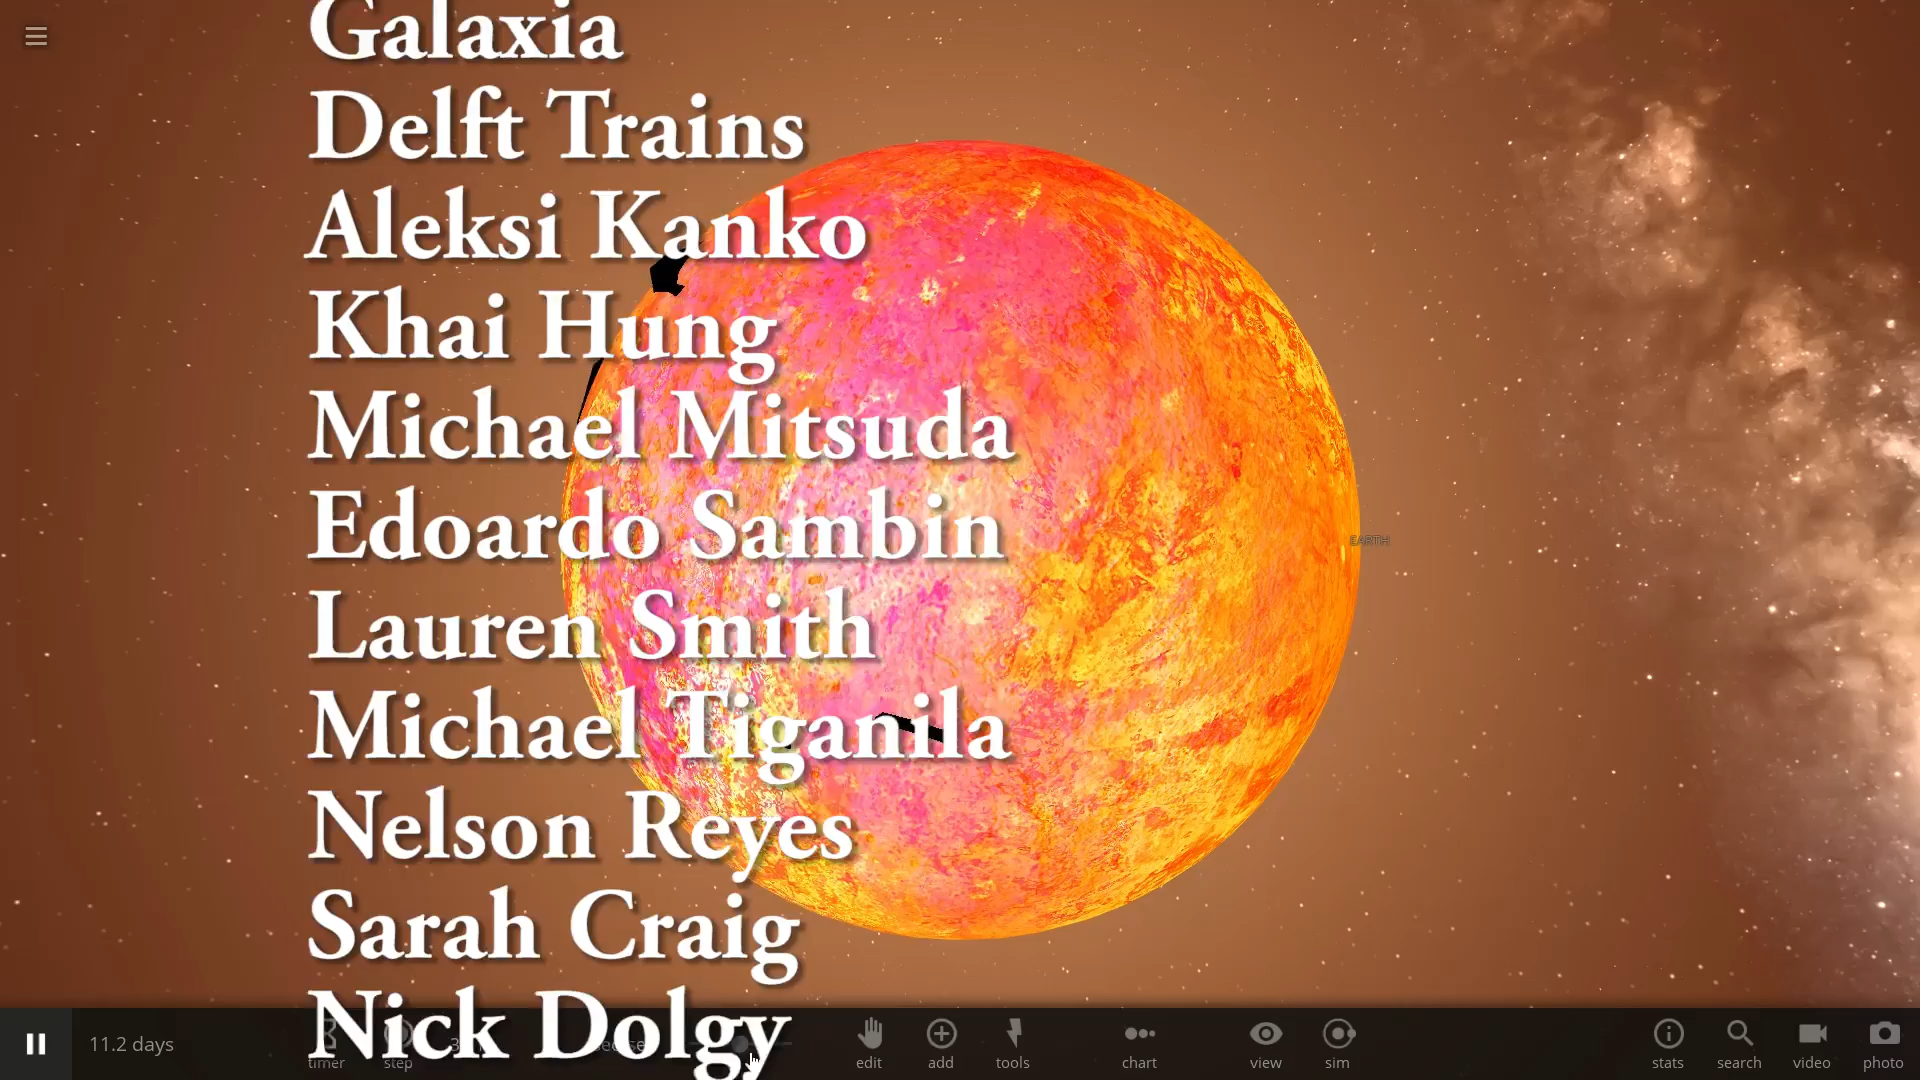 Galaxia
Delft Trains
Aleksi Kanko
Khai Hung
Michael Mitsuda
Edoardo Sambin
EARTH
Lauren Smith
Michael Tiganila
Nelson Reyes
Sarah Craig
Nick Dolgy
11.2 days
timer step edit add tools chart view sim stats search video photo